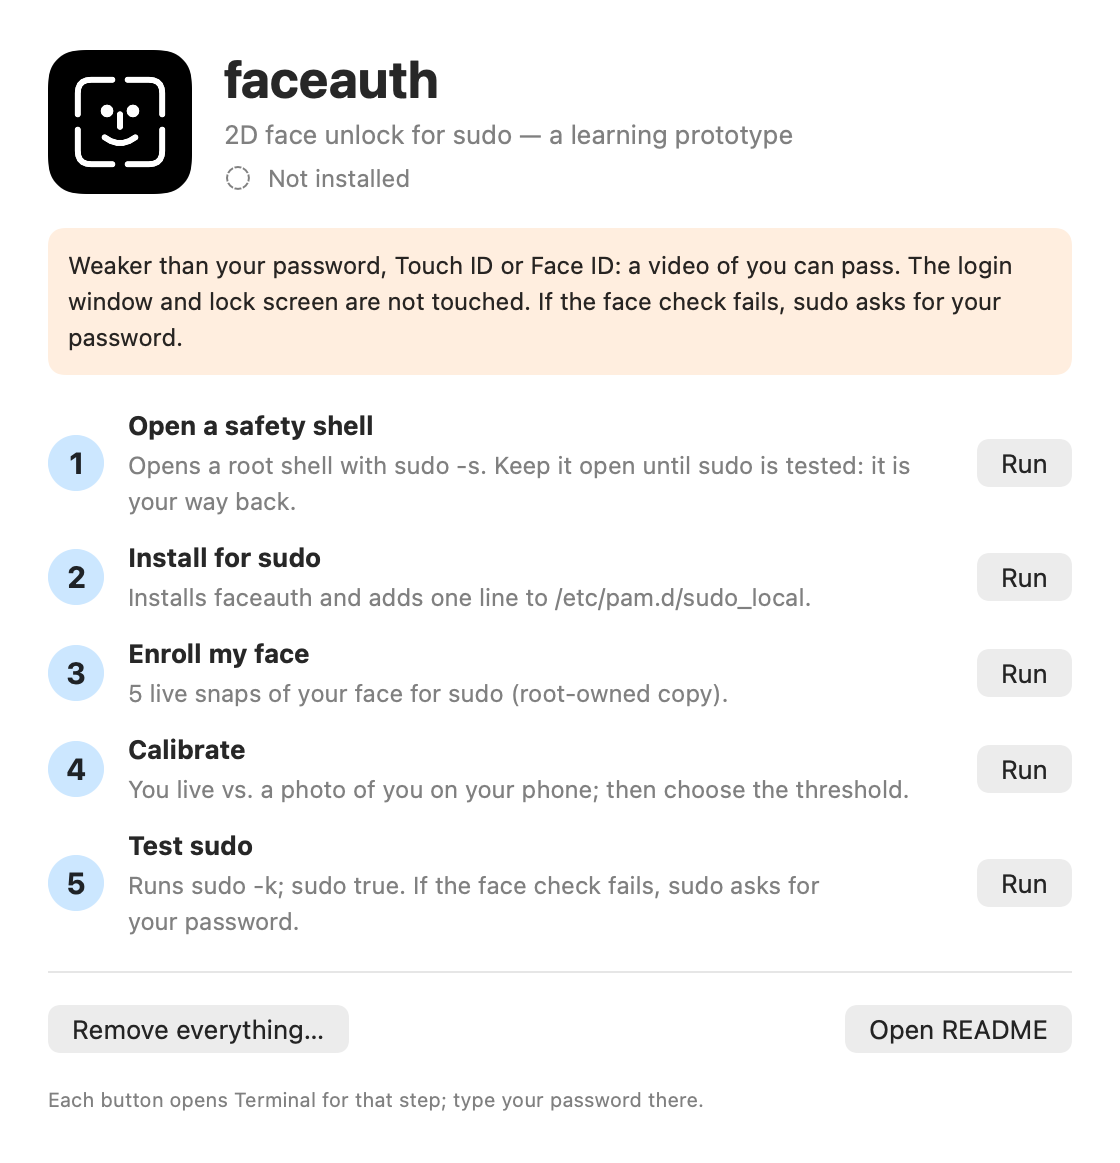 faceauth
2D face unlock for sudo — a learning prototype
Not installed
Weaker than your password, Touch ID or Face ID: a video of you can pass. The login
window and lock screen are not touched. If the face check fails, sudo asks for your
password.
1
Open a safety shell
Opens a root shell with sudo -s. Keep it open until sudo is tested: it is
your way back.
Run
2
Install for sudo
Installs faceauth and adds one line to /etc/pam.d/sudo_local.
Run
3
Enroll my face
5 live snaps of your face for sudo (root-owned copy).
Run
4
Calibrate
You live vs. a photo of you on your phone; then choose the threshold.
Run
5
Test sudo
Runs sudo -k; sudo true. If the face check fails, sudo asks for
your password.
Run
Remove everything...
Open README
Each button opens Terminal for that step; type your password there.